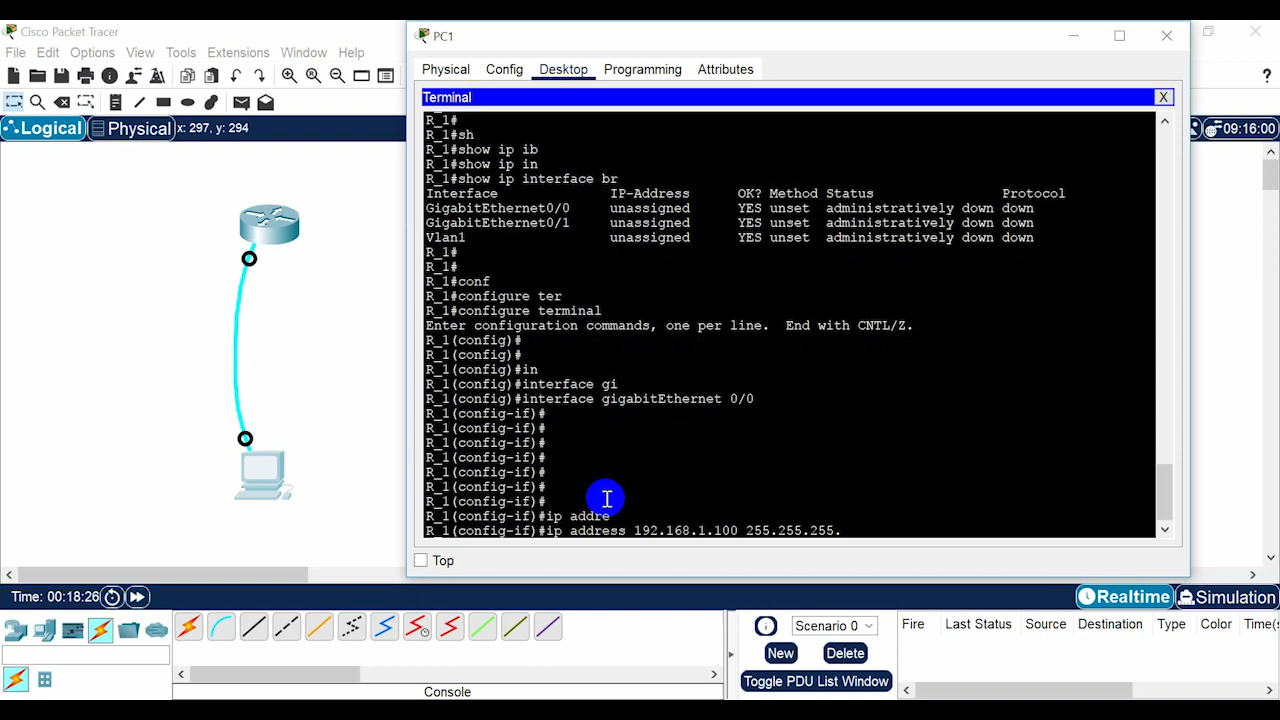 Cisco Packet Tracer
File Edit Options View Tools Extensions Window Help
Logical Physical x: 297, y: 294
09:16:00
PC1
Physical Config Desktop Programming Attributes
Terminal X
R_1#
R_1#sh
R_1#show ip ib
R_1#show ip in
R_1#show ip interface br
Interface IP-Address OK? Method Status Protocol
GigabitEthernet0/0 unassigned YES unset administratively down down
GigabitEthernet0/1 unassigned YES unset administratively down down
Vlan1 unassigned YES unset administratively down down
R_1#
R_1#
R_1#conf
R_1#configure ter
R_1#configure terminal
Enter configuration commands, one per line. End with CNTL/Z.
R_1(config)#
R_1(config)#
R_1(config)#in
R_1(config)#interface gi
R_1(config)#interface gigabitEthernet 0/0
R_1(config-if)#
R_1(config-if)#
R_1(config-if)#
R_1(config-if)#
R_1(config-if)#
R_1(config-if)#
R_1(config-if)#
R_1(config-if)#ip addre
R_1(config-if)#ip address 192.168.1.100 255.255.255.
Top
Time: 00:18:26
Realtime Simulation
Scenario 0
New Delete
Toggle PDU List Window
Fire Last Status Source Destination Type Color Time(s
Console